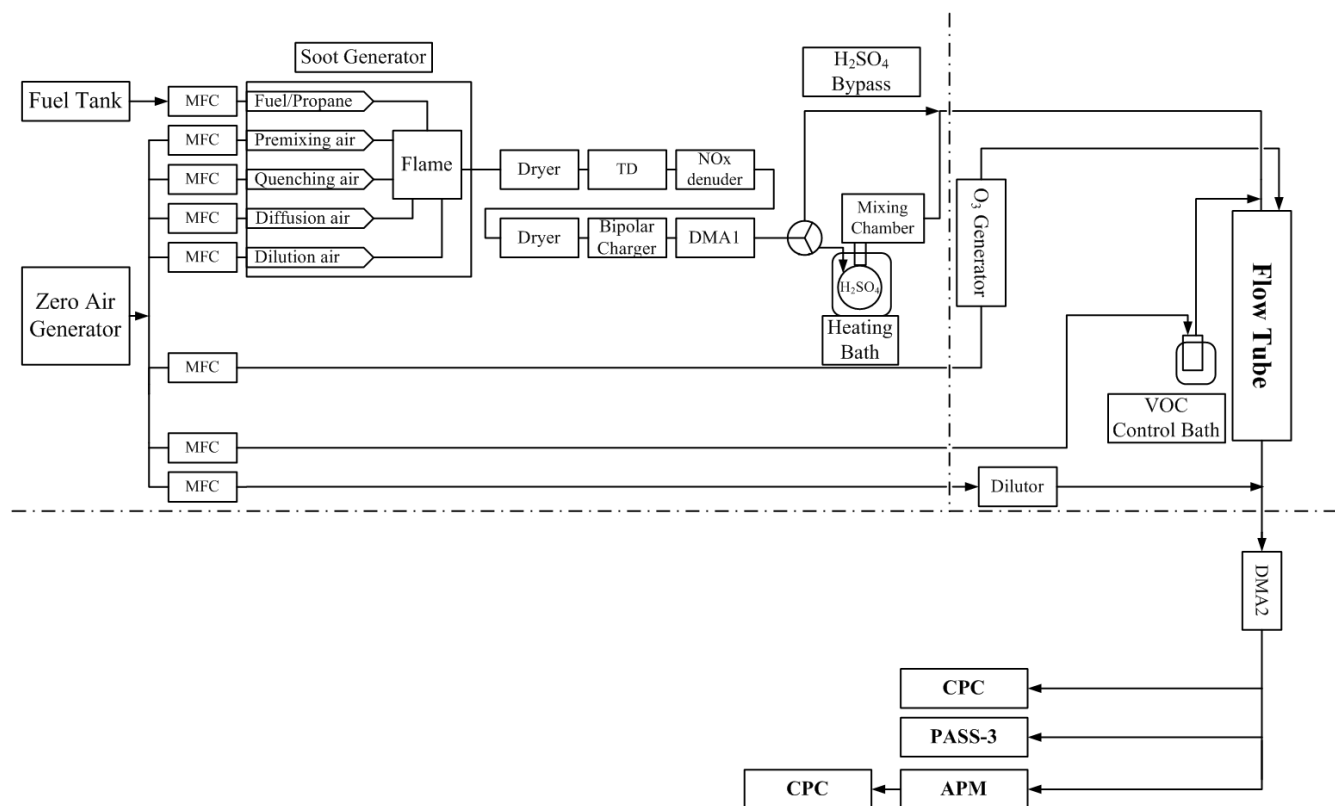 Soot Generator
H₂SO₄
Bypass
Fuel Tank
MFC
Fuel/Propane
MFC
Premixing air
Flame
MFC
Quenching air
MFC
Diffusion air
MFC
Dilution air
Dryer
TD
NOx
denuder
Dryer
Bipolar
Charger
DMA1
Mixing
Chamber
H₂SO₄
Heating
Bath
O₃ Generator
Flow Tube
Zero Air
Generator
MFC
VOC
Control Bath
MFC
MFC
Dilutor
DMA2
CPC
PASS-3
CPC
APM